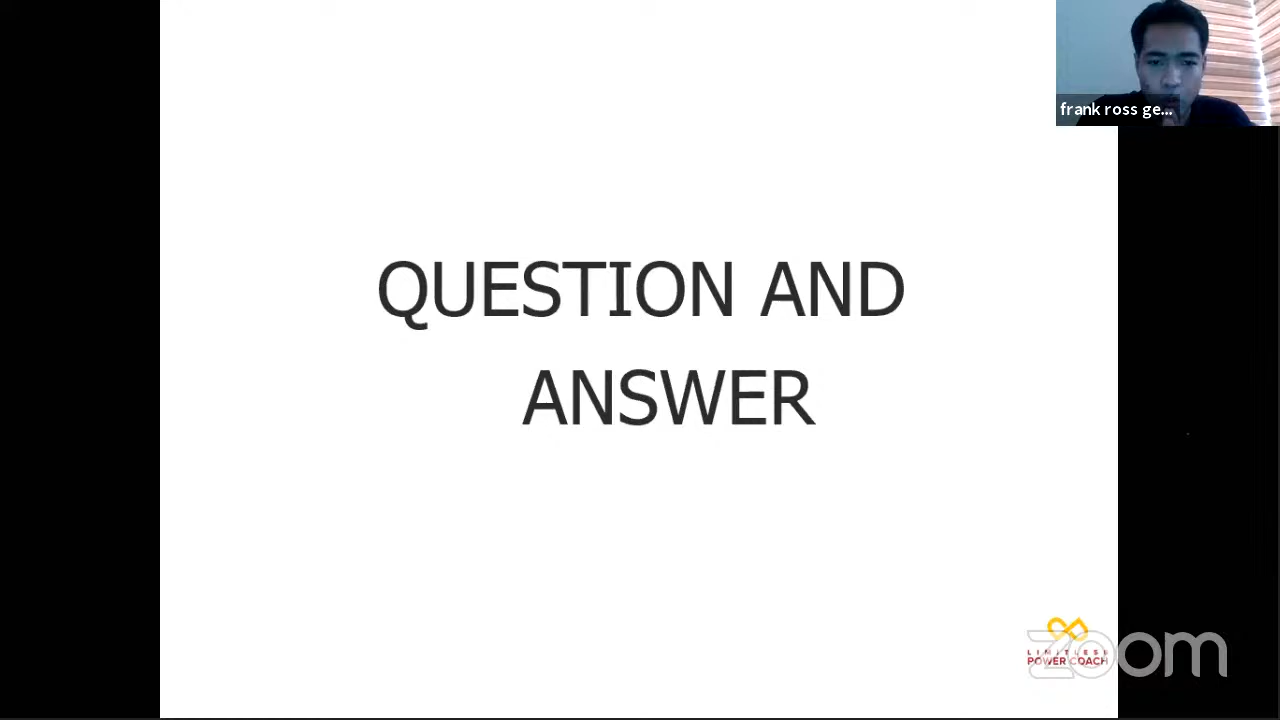 frank ross ge...
QUESTION AND
ANSWER
LIMITLESS
POWER COACH
zoom